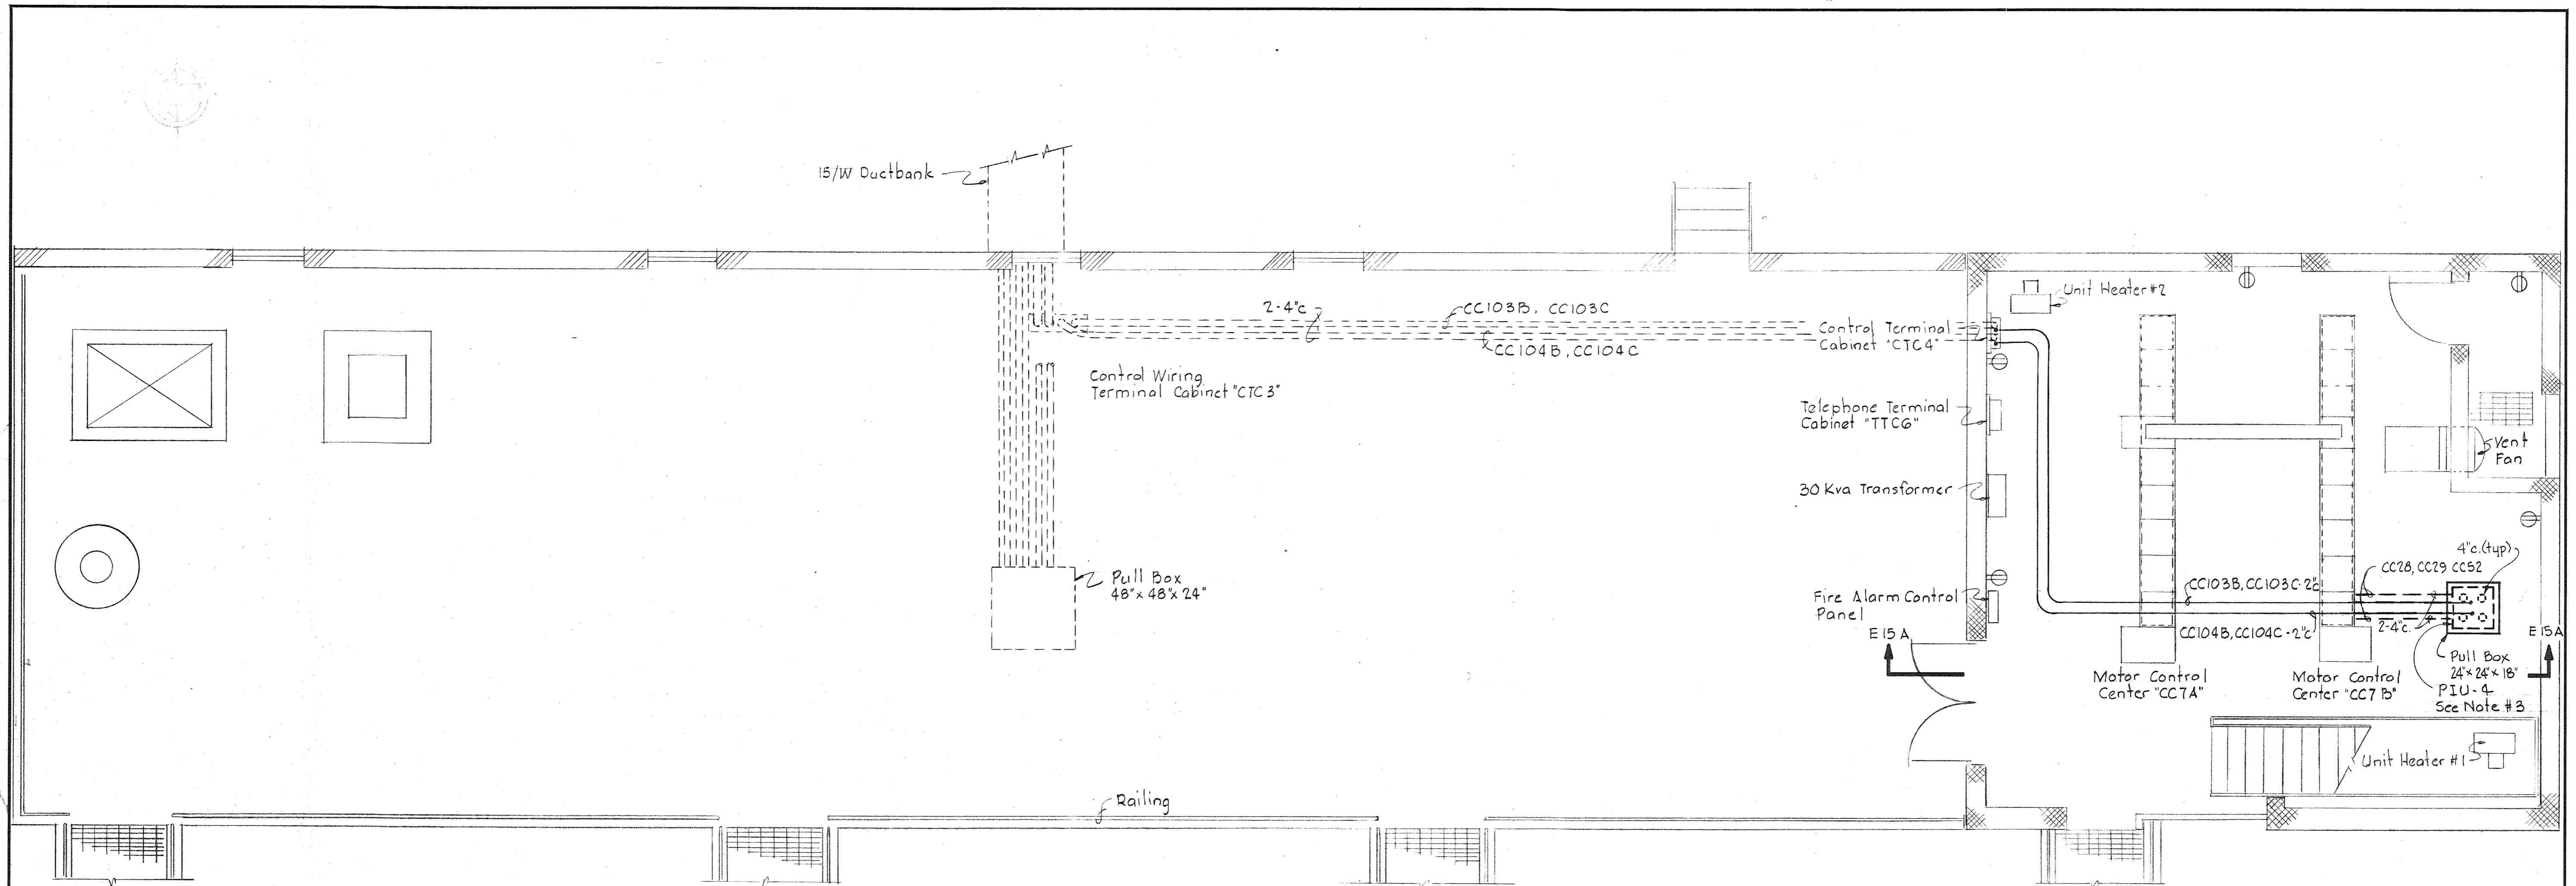 15/W Ductbank
2-4"c
CC103B, CC103C
CC104B, CC104C
Control Wiring
Terminal Cabinet "CTC3"
Pull Box
48" x 48" x 24"
Railing
Unit Heater #2
Control Terminal
Cabinet "CTC4"
Telephone Terminal
Cabinet "TTC6"
30 Kva Transformer
Fire Alarm Control
Panel
E15A
Vent
Fan
4"c.(typ)
CC28, CC29 CC52
CC103B, CC103C-2"c
CC104B, CC104C-2"c
2-4"c.
E15A
Pull Box
24" x 24" x 18"
PIU-4
See Note #3
Motor Control
Center "CC7A"
Motor Control
Center "CC7B"
Unit Heater #1